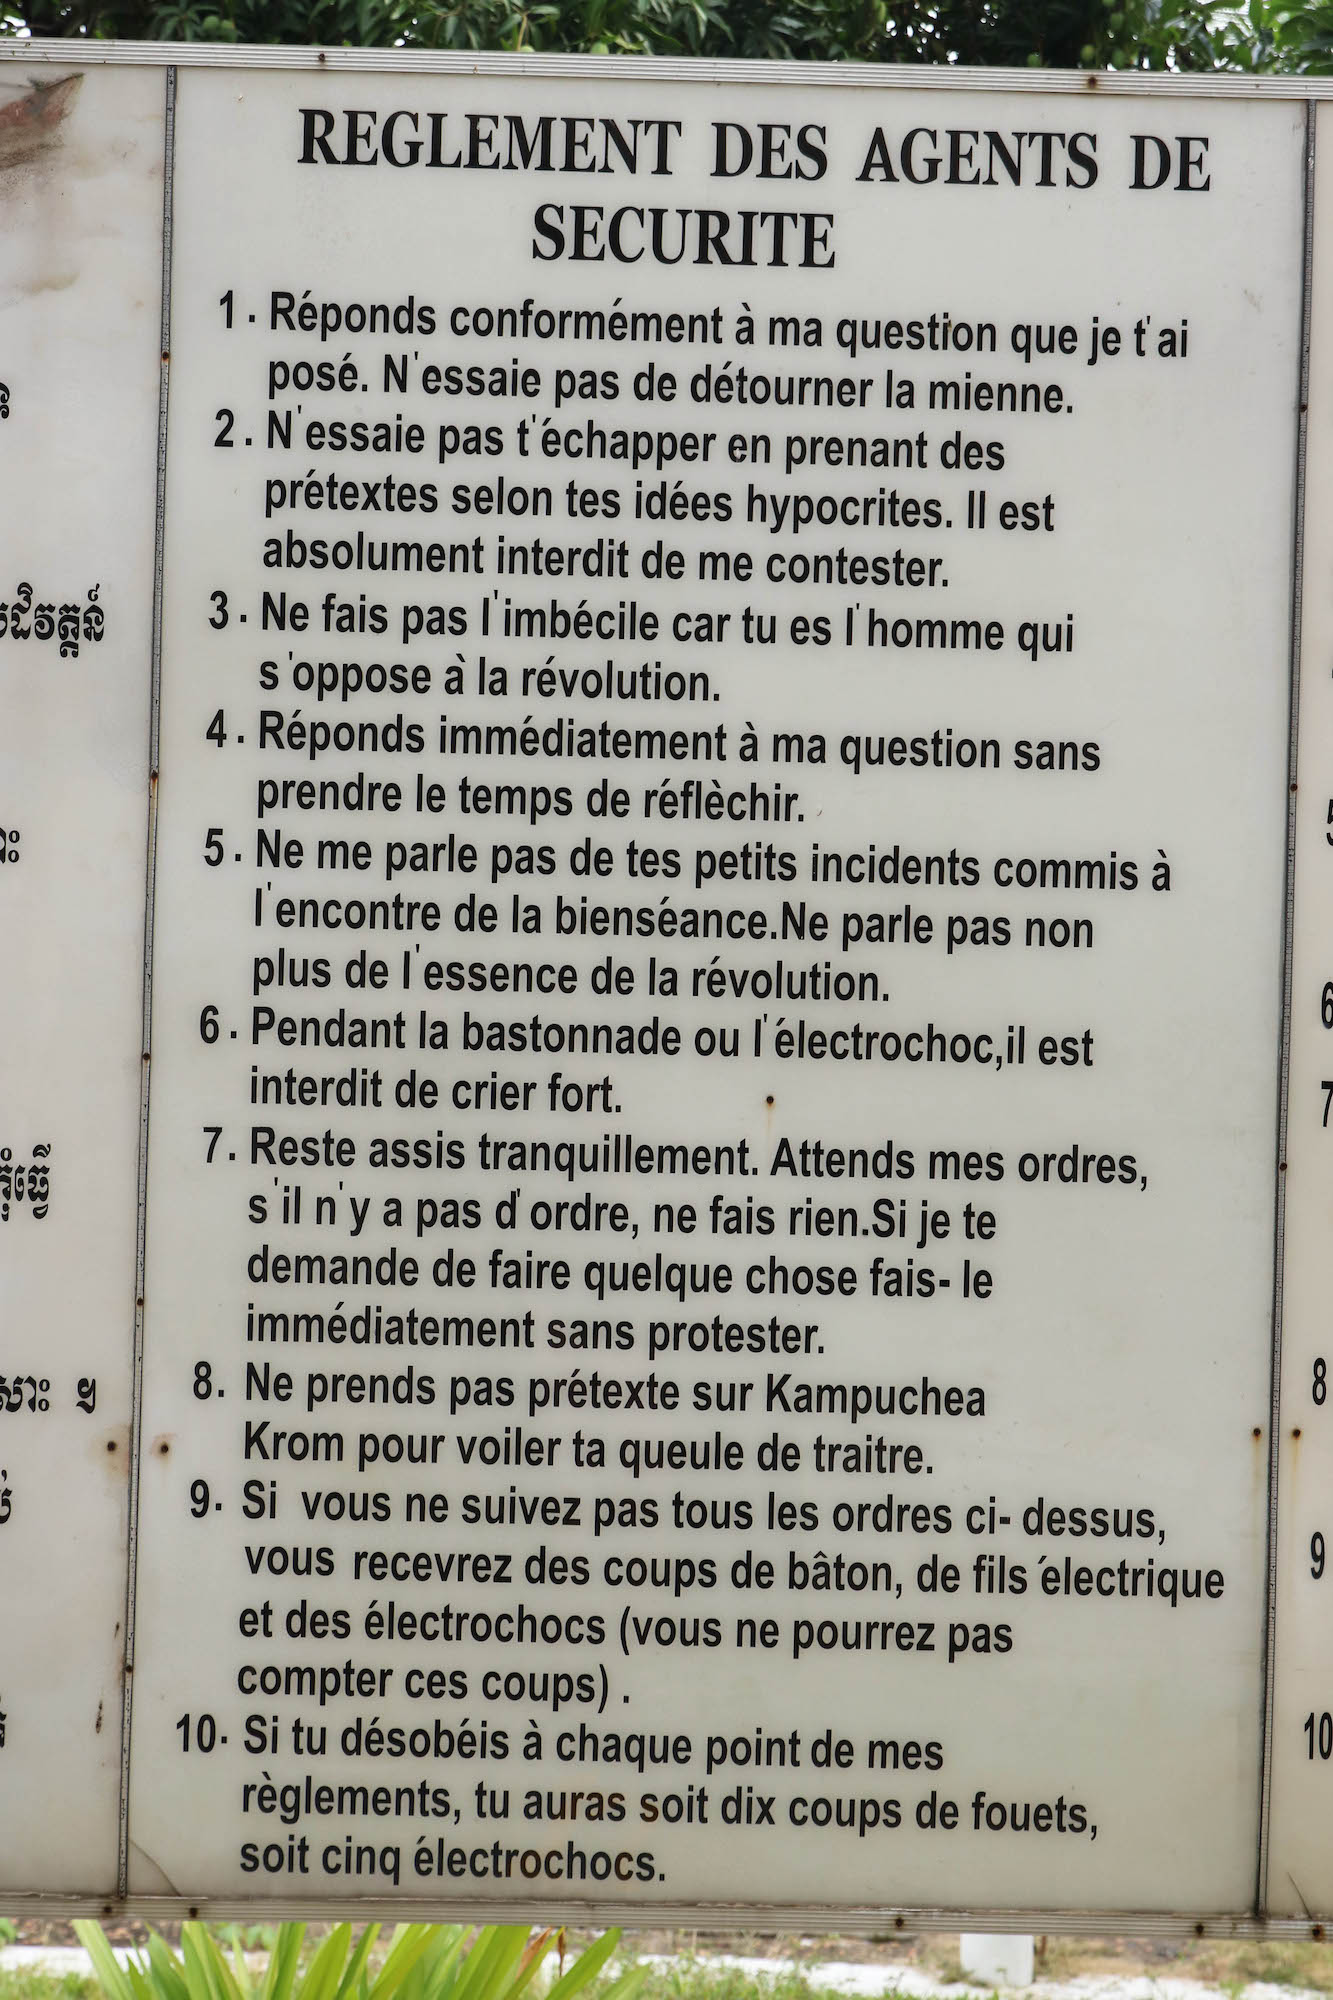 REGLEMENT DES AGENTS DE
SECURITE
1. Réponds conformément à ma question que je t'ai
posé. N'essaie pas de détourner la mienne.
2. N'essaie pas t'échapper en prenant des
prétextes selon tes idées hypocrites. Il est
absolument interdit de me contester.
3. Ne fais pas l'imbécile car tu es l'homme qui
s'oppose à la révolution.
4. Réponds immédiatement à ma question sans
prendre le temps de réflèchir.
5. Ne me parle pas de tes petits incidents commis à
l'encontre de la bienséance.Ne parle pas non
plus de l'essence de la révolution.
6. Pendant la bastonnade ou l'électrochoc,il est
interdit de crier fort.
7. Reste assis tranquillement. Attends mes ordres,
s'il n'y a pas d'ordre, ne fais rien.Si je te
demande de faire quelque chose fais- le
immédiatement sans protester.
8. Ne prends pas prétexte sur Kampuchea
Krom pour voiler ta queule de traitre.
9. Si vous ne suivez pas tous les ordres ci- dessus,
vous recevrez des coups de bâton, de fils électrique
et des électrochocs (vous ne pourrez pas
compter ces coups) .
10. Si tu désobéis à chaque point de mes
règlements, tu auras soit dix coups de fouets,
soit cinq électrochocs.
6
7
8
9
10